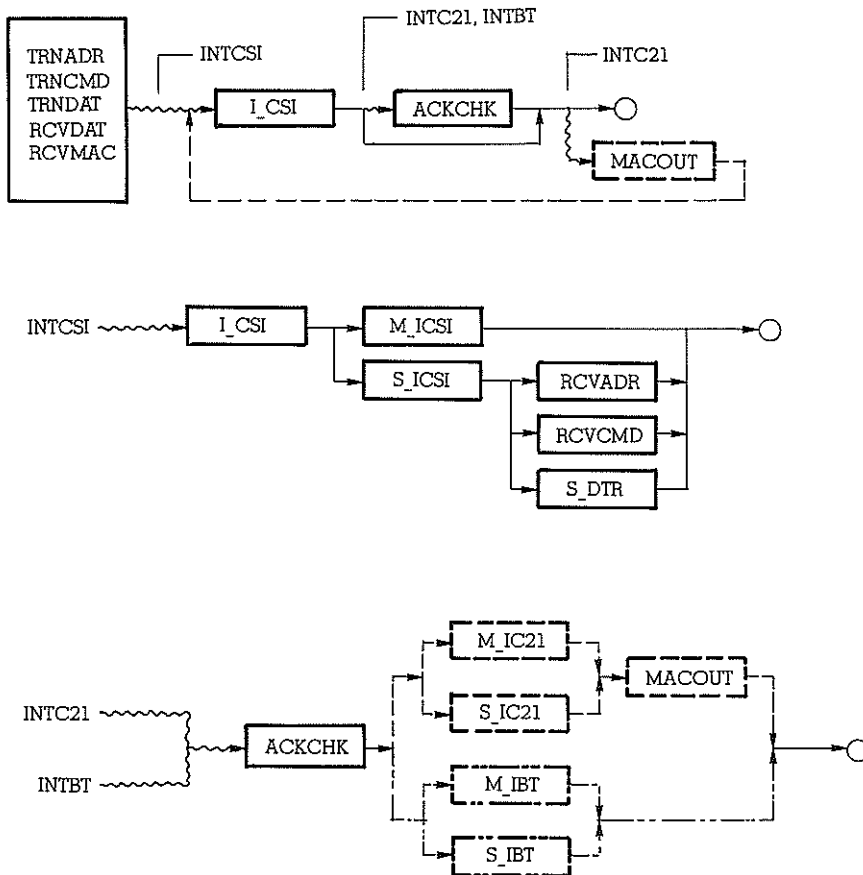 INTC21, INTBT
INTCSI
INTC21
TRNADR
TRNCMD
TRNDAT
RCVDAT
RCVMAC
I_CSI
ACKCHK
MACOUT
INTCSI
I_CSI
M_ICSI
S_ICSI
RCVADR
RCVCMD
S_DTR
M_IC21
MACOUT
S_IC21
INTC21
ACKCHK
INTBT
M_IBT
S_IBT